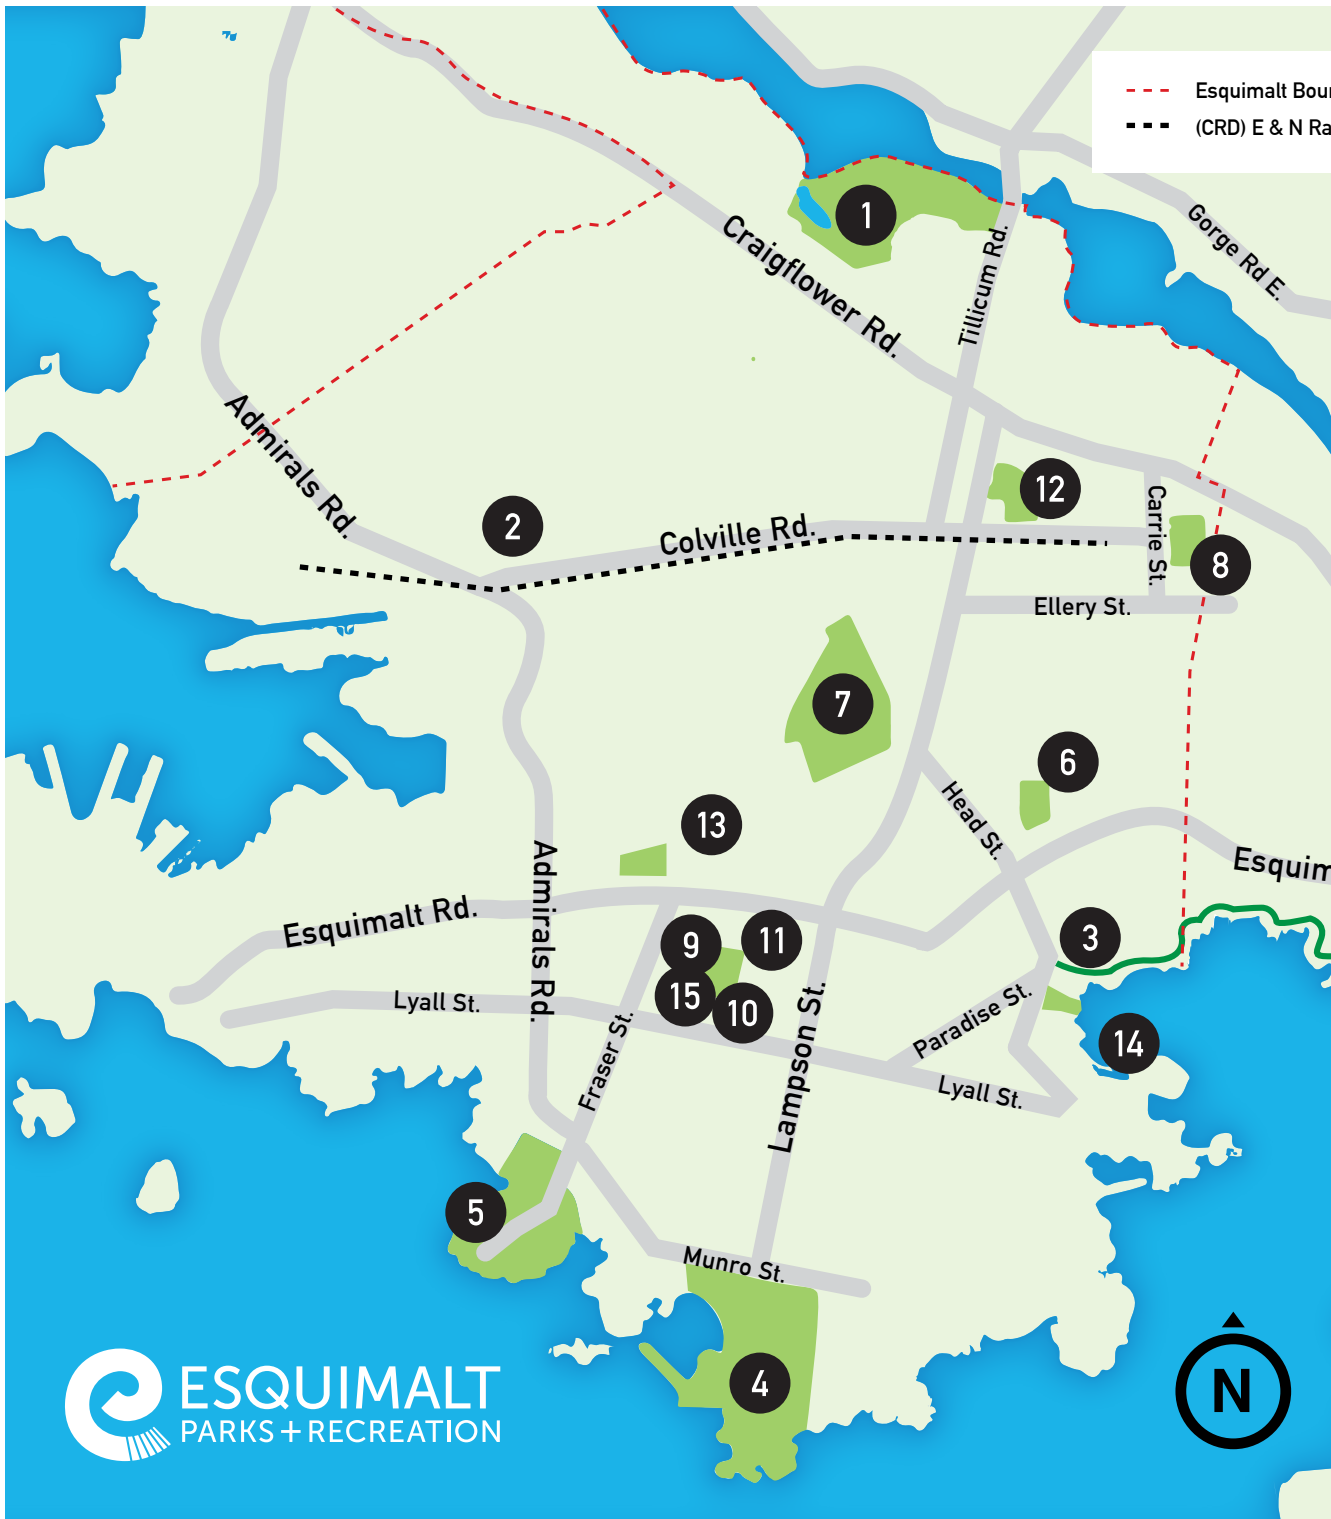 Esquimalt Bour
(CRD) E & N Ra
1
Gorge Rd E.
Craigflower Rd.
Tillicum Rd.
Admirals Rd.
12
2
Carrie St.
Colville Rd.
8
Ellery St.
7
6
Head St.
13
Esquim
Admirals Rd.
Esquimalt Rd.
9
11
3
15
10
Lyall St.
Lampson St.
Paradise St.
Fraser St.
14
Lyall St.
5
Munro St.
4
ESQUIMALT
PARKS+RECREATION
N